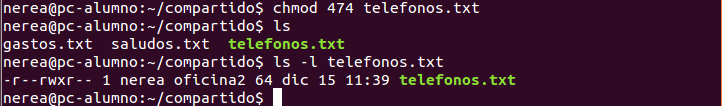 nerea@pc-alumno:~/compartido$ chmod 474 telefonos.txt
nerea@pc-alumno:~/compartido$ ls
gastos.txt  saludos.txt  telefonos.txt
nerea@pc-alumno:~/compartido$ ls -l telefonos.txt
-r--rwxr-- 1 nerea oficina2 64 dic 15 11:39 telefonos.txt
nerea@pc-alumno:~/compartido$